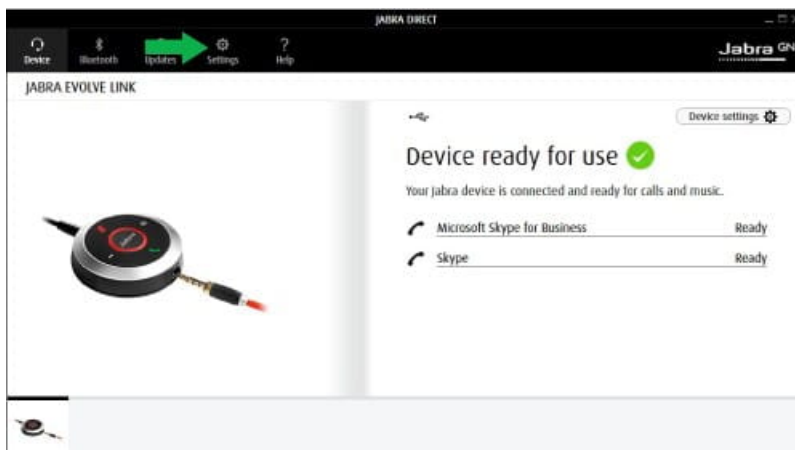 JABRA DIRECT
Device
Bluetooth
Updates
Settings
?
Help
Jabra GN
JABRA EVOLVE LINK
Device settings
Device ready for use
Your Jabra device is connected and ready for calls and music.
Microsoft Skype for Business Ready
Skype Ready